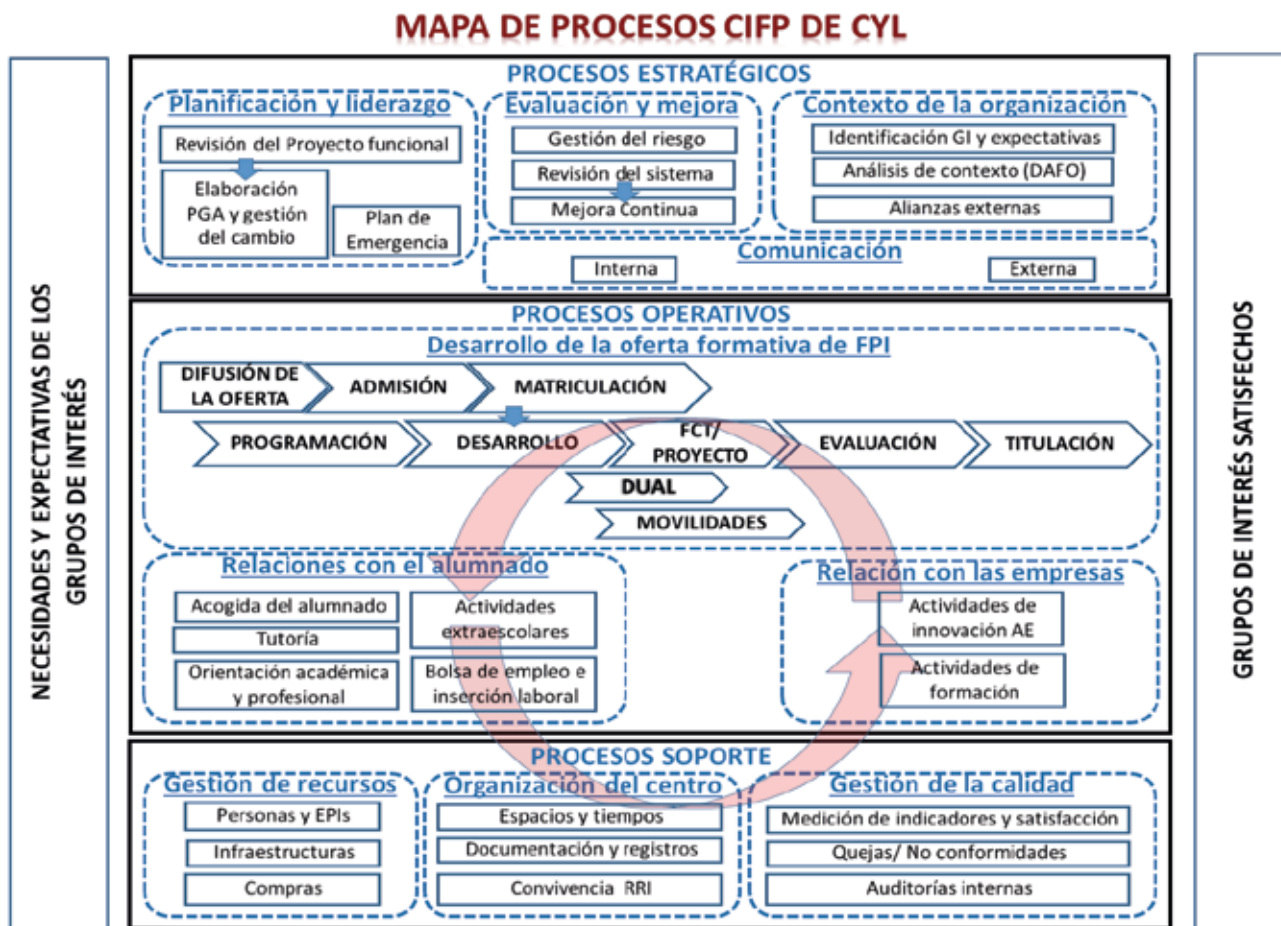 MAPA DE PROCESOS CIFP DE CYL
NECESIDADES Y EXPECTATIVAS DE LOS
GRUPOS DE INTERÉS
PROCESOS ESTRATÉGICOS
Planificación y liderazgo
Revisión del Proyecto funcional
Elaboración
PGA y gestión
del cambio
Plan de
Emergencia
Evaluación y mejora
Gestión del riesgo
Revisión del sistema
Mejora Continua
Contexto de la organización
Identificación GI y expectativas
Análisis de contexto (DAFO)
Alianzas externas
Comunicación
Interna
Externa
PROCESOS OPERATIVOS
Desarrollo de la oferta formativa de FPI
DIFUSIÓN DE
LA OFERTA
ADMISIÓN
MATRICULACIÓN
PROGRAMACIÓN
DESARROLLO
FCT/
PROYECTO
EVALUACIÓN
TITULACIÓN
DUAL
MOVILIDADES
Relaciones con el alumnado
Acogida del alumnado
Tutoría
Orientación académica
y profesional
Actividades
extraescolares
Bolsa de empleo e
inserción laboral
Relación con las empresas
Actividades de
innovación AE
Actividades de
formación
PROCESOS SOPORTE
Gestión de recursos
Personas y EPIs
Infraestructuras
Compras
Organización del centro
Espacios y tiempos
Documentación y registros
Convivencia RRI
Gestión de la calidad
Medición de indicadores y satisfacción
Quejas/ No conformidades
Auditorías internas
GRUPOS DE INTERÉS SATISFECHOS